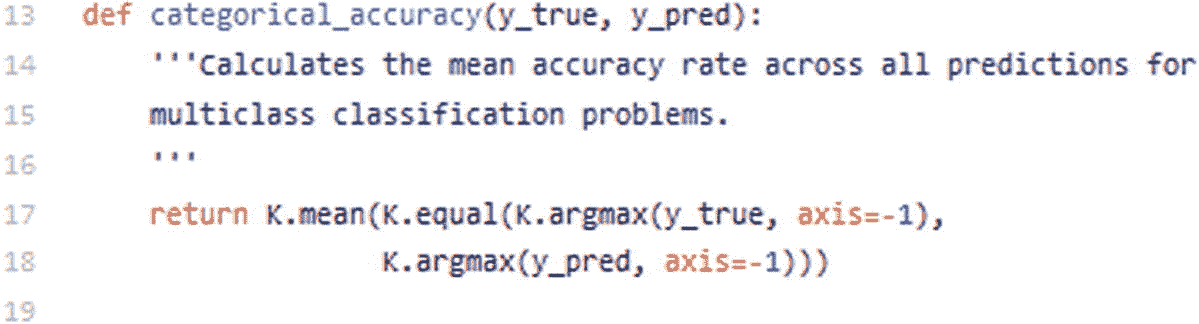 13 def categorical_accuracy(y_true, y_pred):
14 '''Calculates the mean accuracy rate across all predictions for
15 multiclass classification problems.
16 '''
17 return K.mean(K.equal(K.argmax(y_true, axis=-1),
18 K.argmax(y_pred, axis=-1)))
19